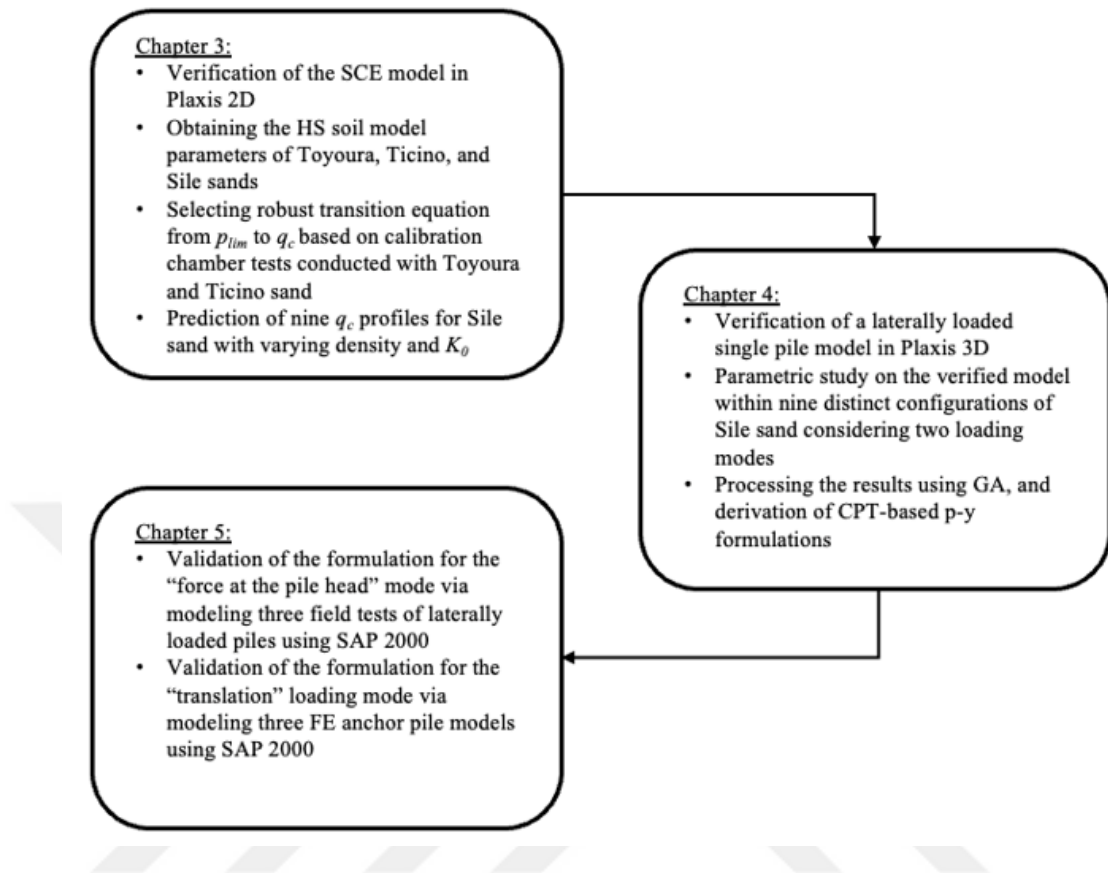 Chapter 3:
• Verification of the SCE model in
Plaxis 2D
• Obtaining the HS soil model
parameters of Toyoura, Ticino, and
Sile sands
• Selecting robust transition equation
from plim to qc based on calibration
chamber tests conducted with Toyoura
and Ticino sand
• Prediction of nine qc profiles for Sile
sand with varying density and K0
Chapter 4:
• Verification of a laterally loaded
single pile model in Plaxis 3D
• Parametric study on the verified model
within nine distinct configurations of
Sile sand considering two loading
modes
• Processing the results using GA, and
derivation of CPT-based p-y
formulations
Chapter 5:
• Validation of the formulation for the
“force at the pile head” mode via
modeling three field tests of laterally
loaded piles using SAP 2000
• Validation of the formulation for the
“translation” loading mode via
modeling three FE anchor pile models
using SAP 2000